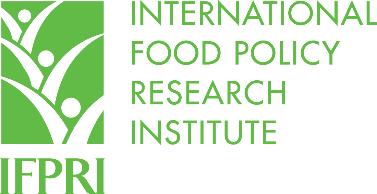 INTERNATIONAL
FOOD POLICY
RESEARCH
INSTITUTE
IFPRI